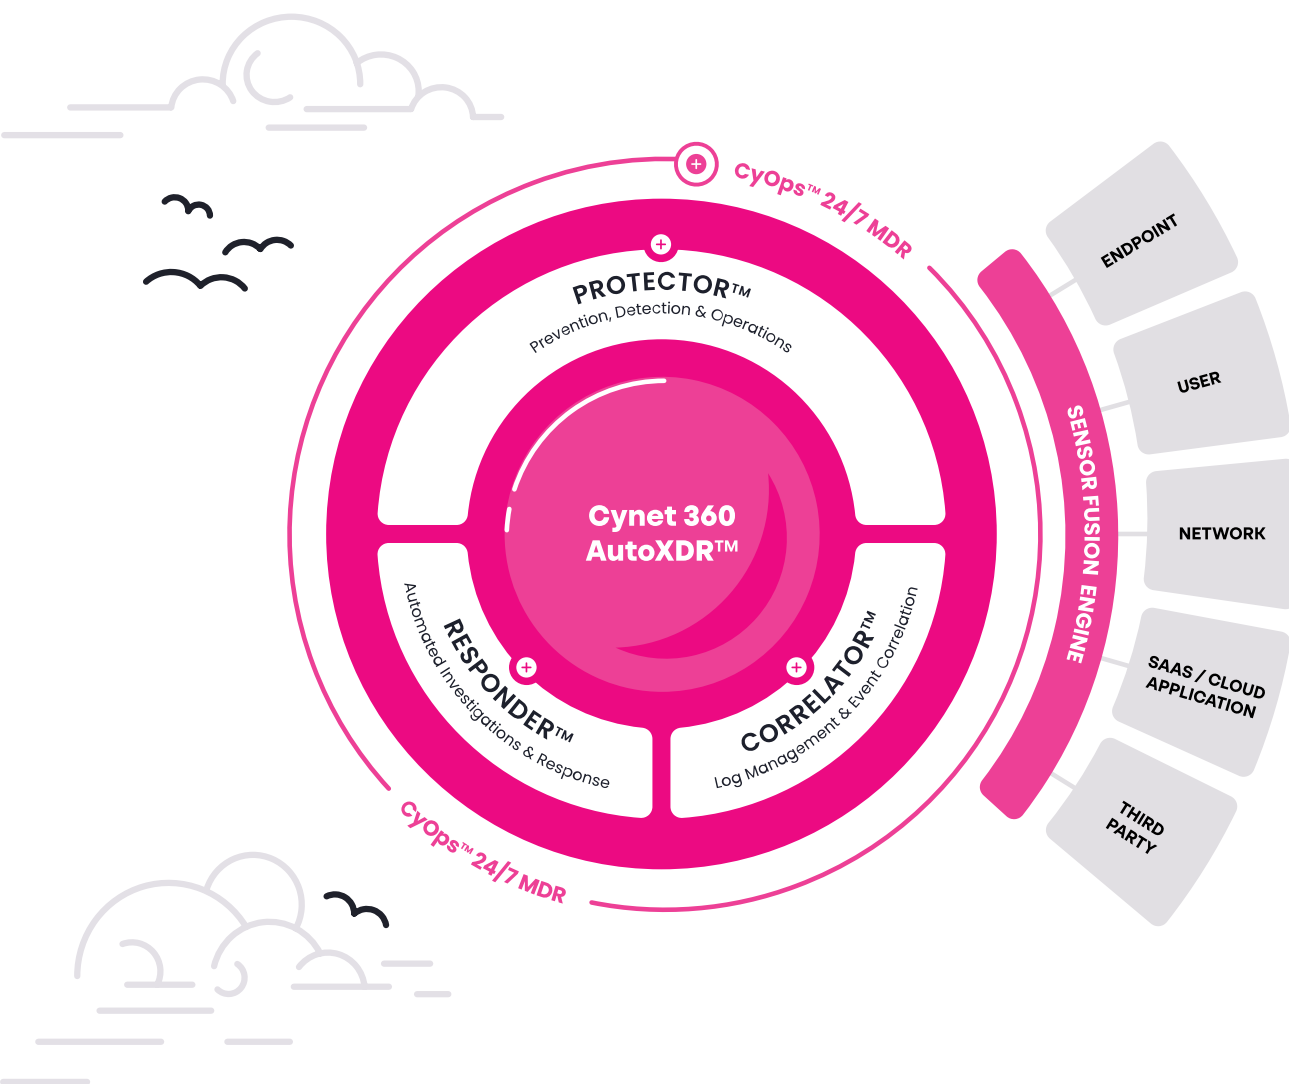 CyOps™ 24/7 MDR
PROTECTOR™
Prevention, Detection & Operations
Cynet 360
AutoXDR™
RESPONDER™
Automated Investigations & Response
CORRELATOR™
Log Management & Event Correlation
CyOps™ 24/7 MDR
SENSOR FUSION ENGINE
ENDPOINT
USER
NETWORK
SAAS / CLOUD
APPLICATION
THIRD
PARTY